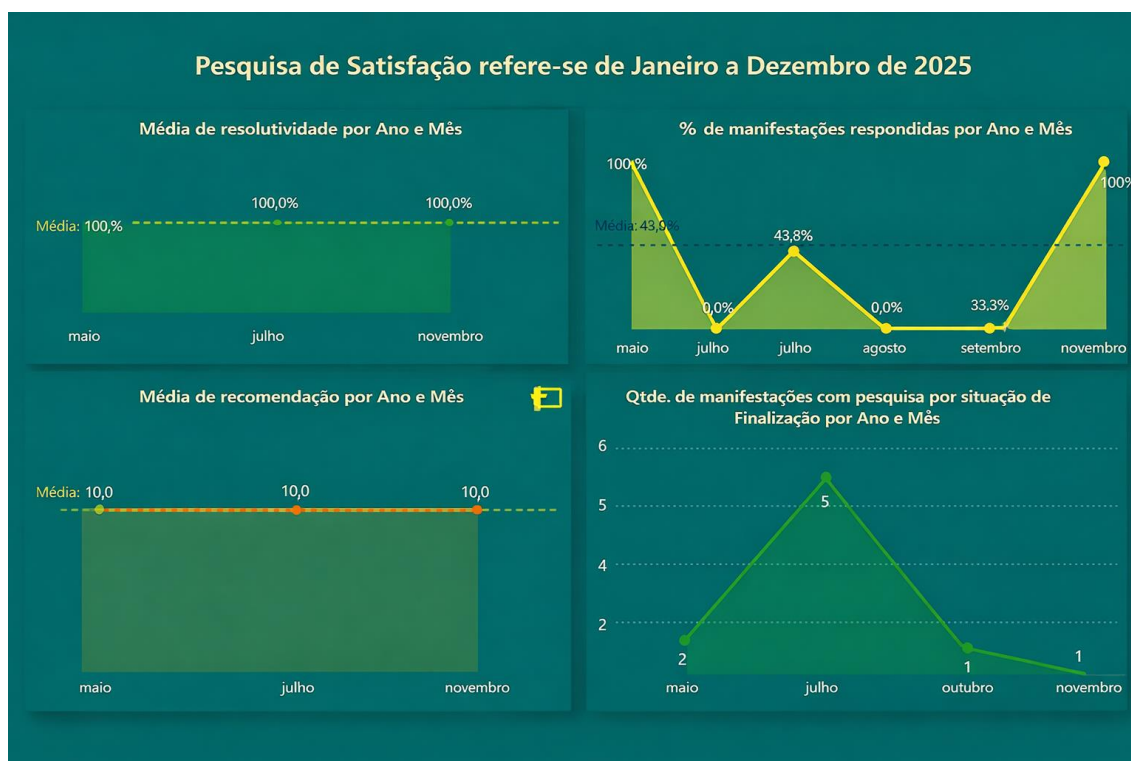 Pesquisa de Satisfação refere-se de Janeiro a Dezembro de 2025
Média de resolutividade por Ano e Mês
100,0%
100,0%
Média: 100,%
maio
julho
novembro
% de manifestações respondidas por Ano e Mês
100%
100%
Média: 43,9%
43,8%
0,0%
0,0%
33,3%
maio
julho
julho
agosto
setembro
novembro
Média de recomendação por Ano e Mês
Média: 10,0
10,0
10,0
maio
julho
novembro
Qtde. de manifestações com pesquisa por situação de
Finalização por Ano e Mês
6
5
4
2
5
2
1
1
maio
julho
outubro
novembro